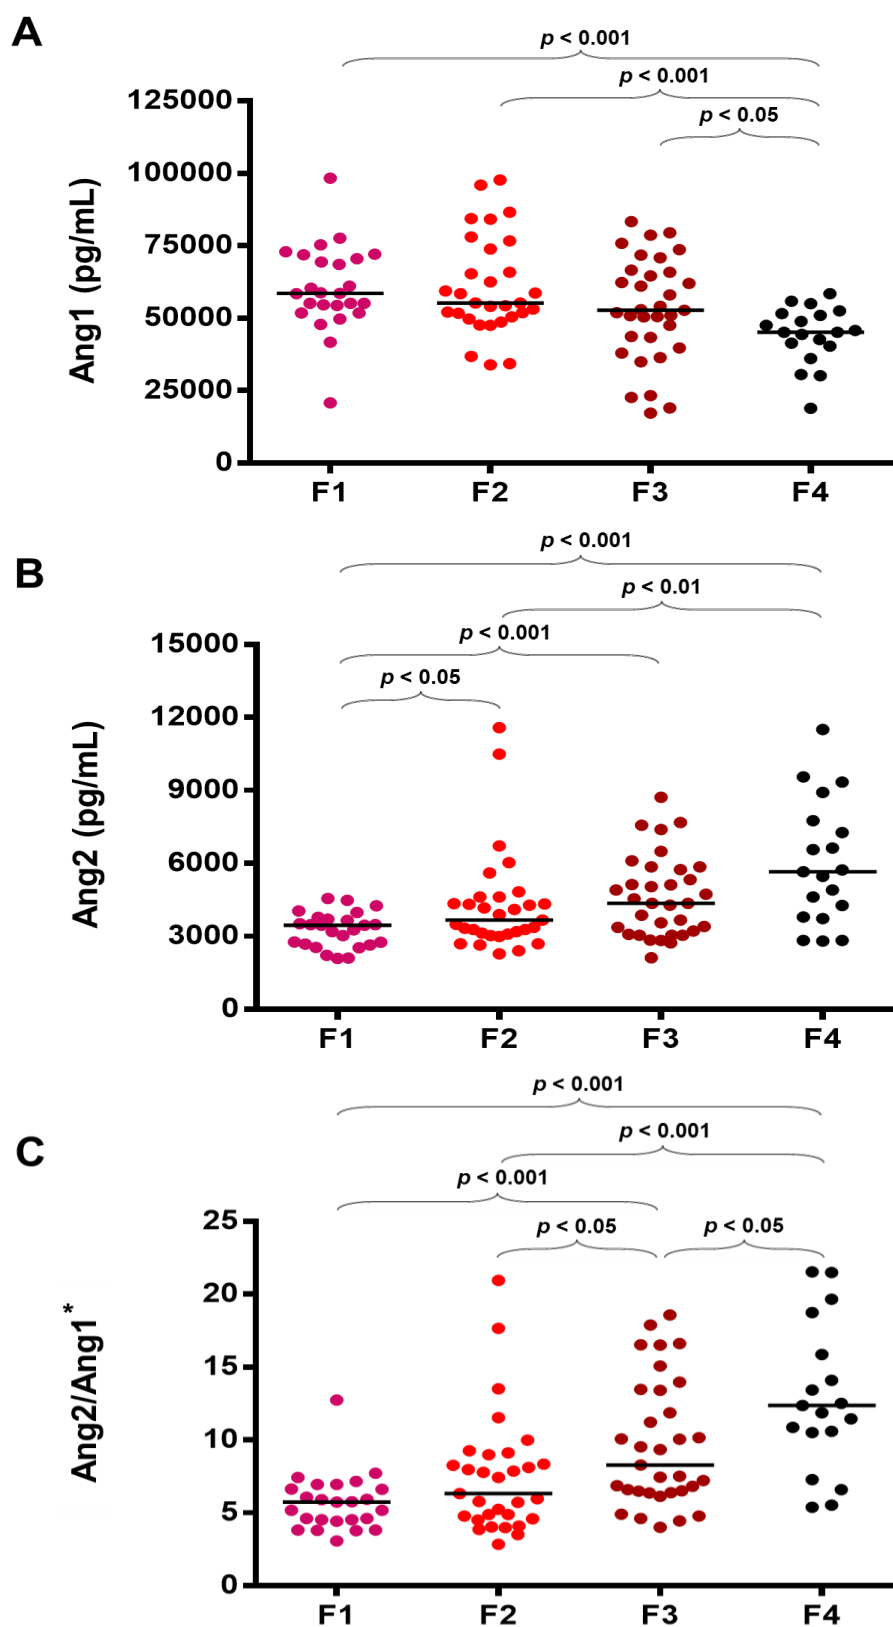 A
p < 0.001
p < 0.001
p < 0.05
125000
100000
75000
50000
25000
0
Ang1 (pg/mL)
F1 F2 F3 F4
B
p < 0.001
p < 0.01
p < 0.001
p < 0.05
15000
12000
9000
6000
3000
0
Ang2 (pg/mL)
F1 F2 F3 F4
C
p < 0.001
p < 0.001
p < 0.001
p < 0.05 p < 0.05
25
20
15
10
5
0
Ang2/Ang1*
F1 F2 F3 F4